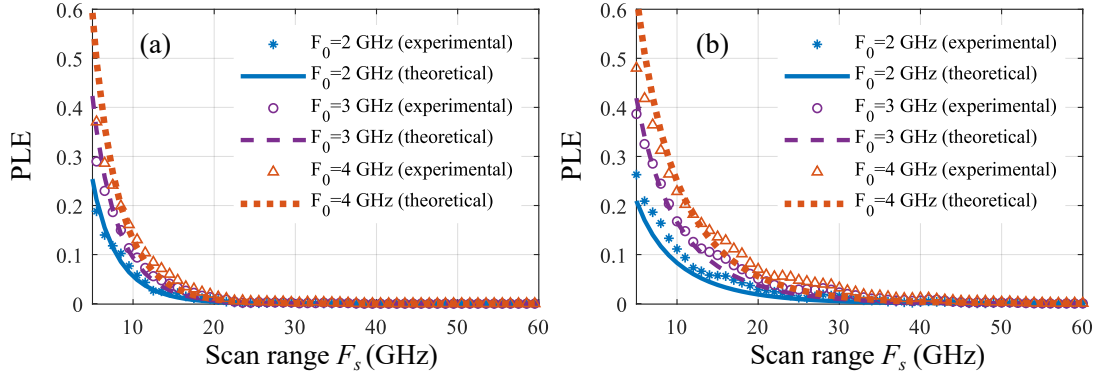 0.6
0.5
0.4
0.3
0.2
0.1
0
PLE
(a)
F0=2 GHz (experimental)
F0=2 GHz (theoretical)
F0=3 GHz (experimental)
F0=3 GHz (theoretical)
F0=4 GHz (experimental)
F0=4 GHz (theoretical)
10 20 30 40 50 60
Scan range Fs (GHz)
0.6
0.5
0.4
0.3
0.2
0.1
0
PLE
(b)
F0=2 GHz (experimental)
F0=2 GHz (theoretical)
F0=3 GHz (experimental)
F0=3 GHz (theoretical)
F0=4 GHz (experimental)
F0=4 GHz (theoretical)
10 20 30 40 50 60
Scan range Fs (GHz)